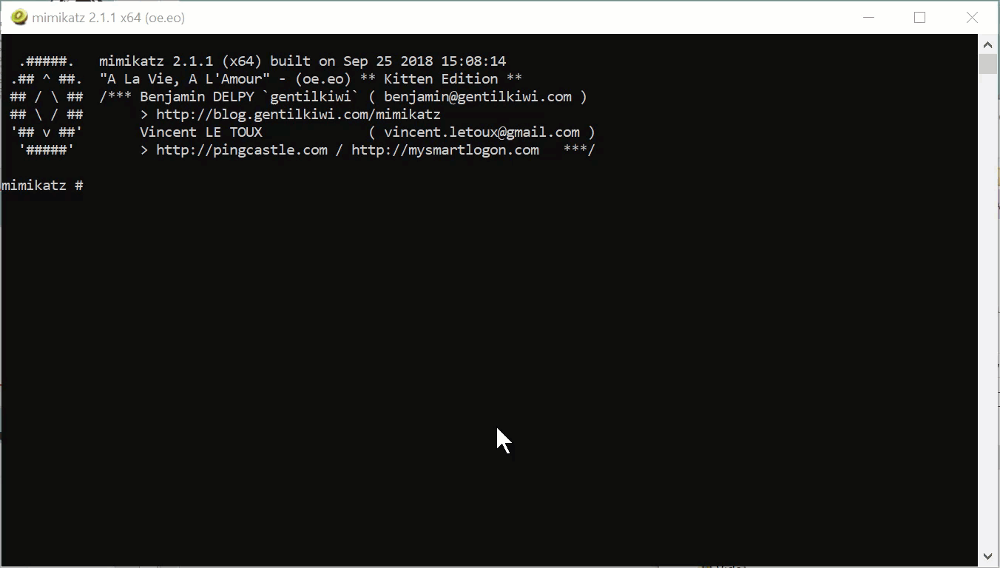 mimikatz 2.1.1 x64 (oe.eo)
.#####.   mimikatz 2.1.1 (x64) built on Sep 25 2018 15:08:14
.## ^ ##.  "A La Vie, A L'Amour" - (oe.eo) ** Kitten Edition **
## / \ ##  /*** Benjamin DELPY `gentilkiwi` ( benjamin@gentilkiwi.com )
## \ / ##       > http://blog.gentilkiwi.com/mimikatz
'## v ##'       Vincent LE TOUX             ( vincent.letoux@gmail.com )
'#####'        > http://pingcastle.com / http://mysmartlogon.com   ***/
mimikatz #